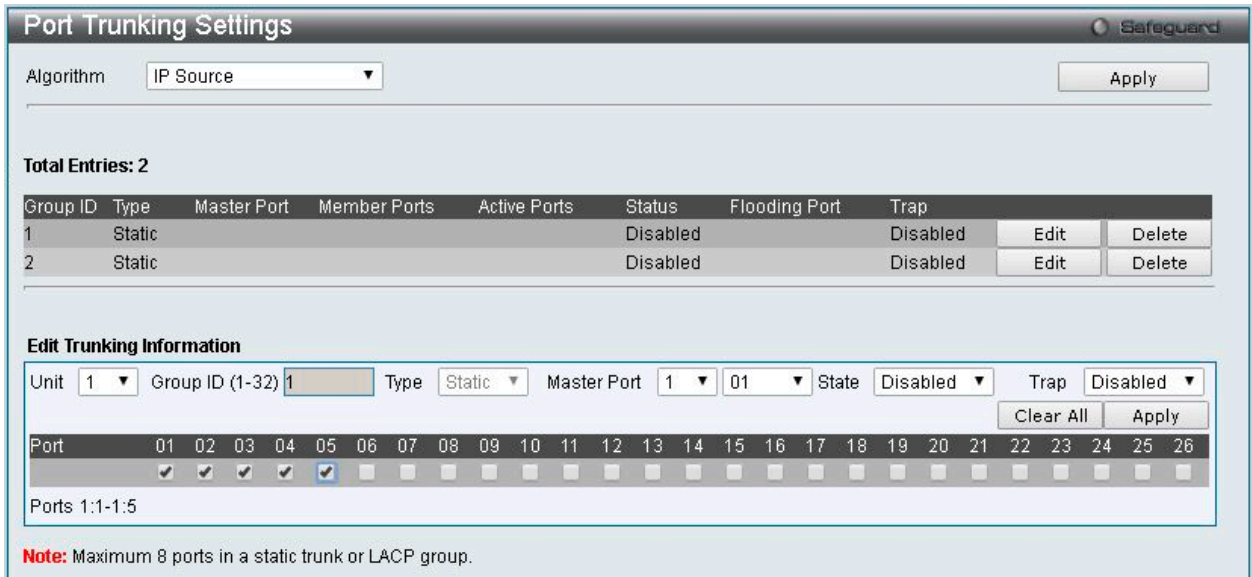 Port Trunking Settings
Safeguard
Algorithm IP Source Apply
Total Entries: 2
Group ID Type Master Port Member Ports Active Ports Status Flooding Port Trap
1 Static Disabled Disabled Edit Delete
2 Static Disabled Disabled Edit Delete
Edit Trunking Information
Unit 1 Group ID (1-32) 1 Type Static Master Port 1 01 State Disabled Trap Disabled
Clear All Apply
Port 01 02 03 04 05 06 07 08 09 10 11 12 13 14 15 16 17 18 19 20 21 22 23 24 25 26
Ports 1:1-1:5
Note: Maximum 8 ports in a static trunk or LACP group.